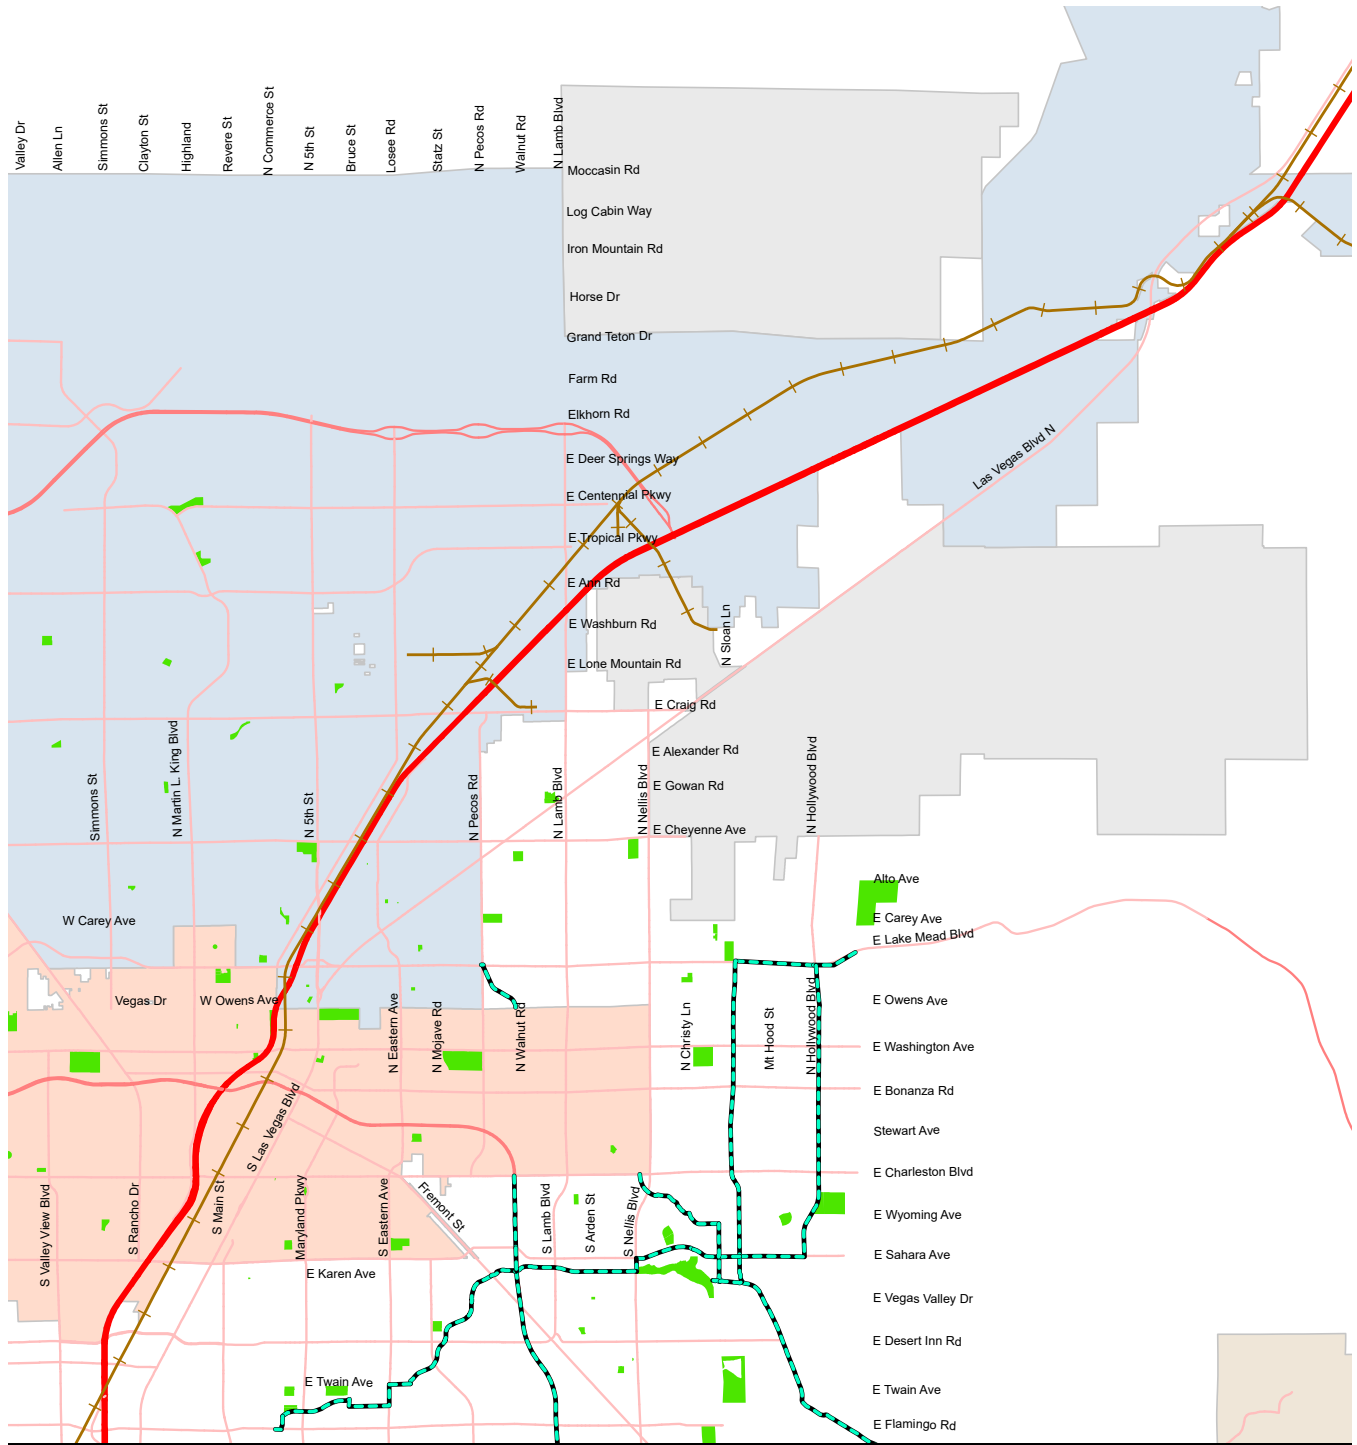 Valley Dr
Allen Ln
Simmons St
Clayton St
Highland
Revere St
N Commerce St
N 5th St
Bruce St
Losee Rd
Statz St
N Pecos Rd
Walnut Rd
N Lamb Blvd
Moccasin Rd
Log Cabin Way
Iron Mountain Rd
Horse Dr
Grand Teton Dr
Farm Rd
Elkhorn Rd
E Deer Springs Way
Las Vegas Blvd N
E Centennial Pkwy
E Tropical Pkwy
E Ann Rd
E Washburn Rd
N Sloan Ln
E Lone Mountain Rd
E Craig Rd
E Alexander Rd
E Gowan Rd
E Cheyenne Ave
Simmons St
N Martin L. King Blvd
N 5th St
N Pecos Rd
N Lamb Blvd
N Nellis Blvd
N Hollywood Blvd
Alto Ave
W Carey Ave
E Carey Ave
E Lake Mead Blvd
Vegas Dr
W Owens Ave
E Owens Ave
N Eastern Ave
N Mojave Rd
N Walnut Rd
N Christy Ln
Mt Hood St
N Hollywood Blvd
E Washington Ave
E Bonanza Rd
S Las Vegas Blvd
Stewart Ave
E Charleston Blvd
S Valley View Blvd
S Rancho Dr
S Main St
Maryland Pkwy
S Eastern Ave
Fremont St
S Lamb Blvd
S Arden St
S Nellis Blvd
E Wyoming Ave
E Sahara Ave
E Karen Ave
E Vegas Valley Dr
E Desert Inn Rd
E Twain Ave
E Twain Ave
E Flamingo Rd